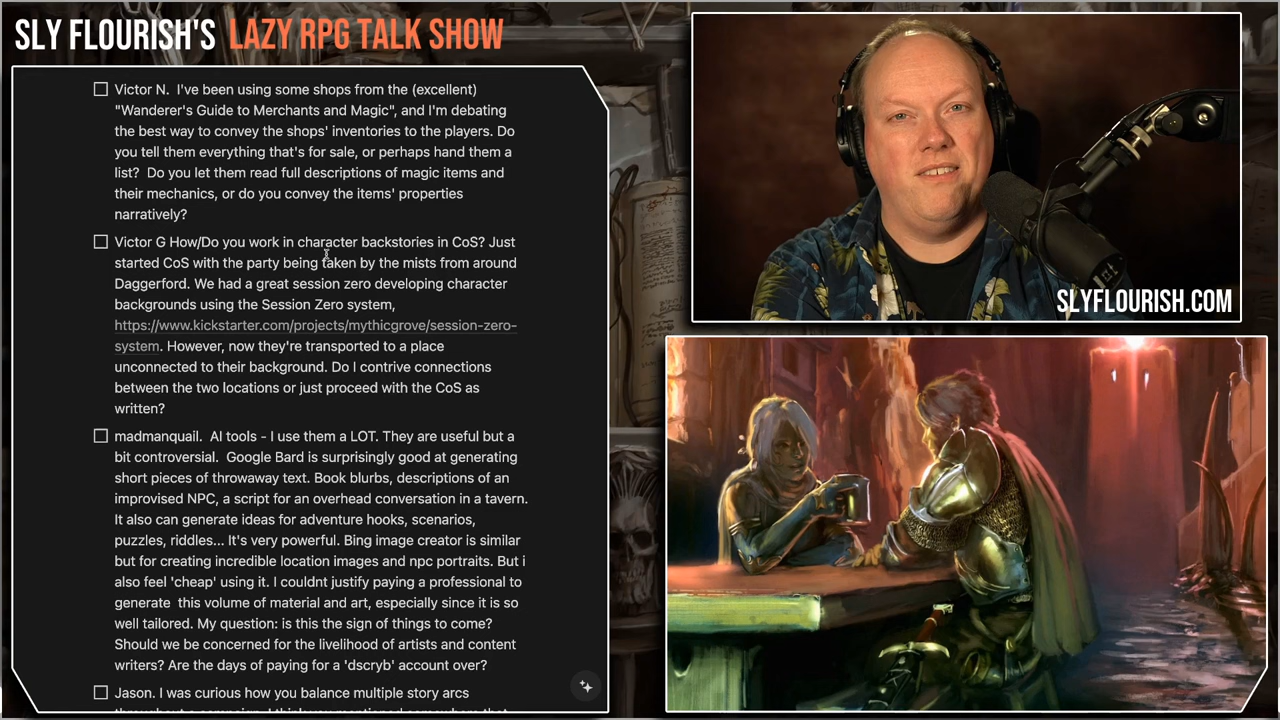 SLY FLOURISH'S LAZY RPG TALK SHOW
Victor N.  I've been using some shops from the (excellent)
"Wanderer's Guide to Merchants and Magic", and I'm debating
the best way to convey the shops' inventories to the players. Do
you tell them everything that's for sale, or perhaps hand them a
list?  Do you let them read full descriptions of magic items and
their mechanics, or do you convey the items' properties
narratively?
Victor G How/Do you work in character backstories in CoS? Just
started CoS with the party being taken by the mists from around
Daggerford. We had a great session zero developing character
backgrounds using the Session Zero system,
https://www.kickstarter.com/projects/mythicgrove/session-zero-
system. However, now they're transported to a place
unconnected to their background. Do I contrive connections
between the two locations or just proceed with the CoS as
written?
madmanquail.  AI tools - I use them a LOT. They are useful but a
bit controversial.  Google Bard is surprisingly good at generating
short pieces of throwaway text. Book blurbs, descriptions of an
improvised NPC, a script for an overhead conversation in a tavern.
It also can generate ideas for adventure hooks, scenarios,
puzzles, riddles... It's very powerful. Bing image creator is similar
but for creating incredible location images and npc portraits. But i
also feel 'cheap' using it. I couldnt justify paying a professional to
generate  this volume of material and art, especially since it is so
well tailored. My question: is this the sign of things to come?
Should we be concerned for the livelihood of artists and content
writers? Are the days of paying for a 'dscryb' account over?
Jason. I was curious how you balance multiple story arcs
SLYFLOURISH.COM